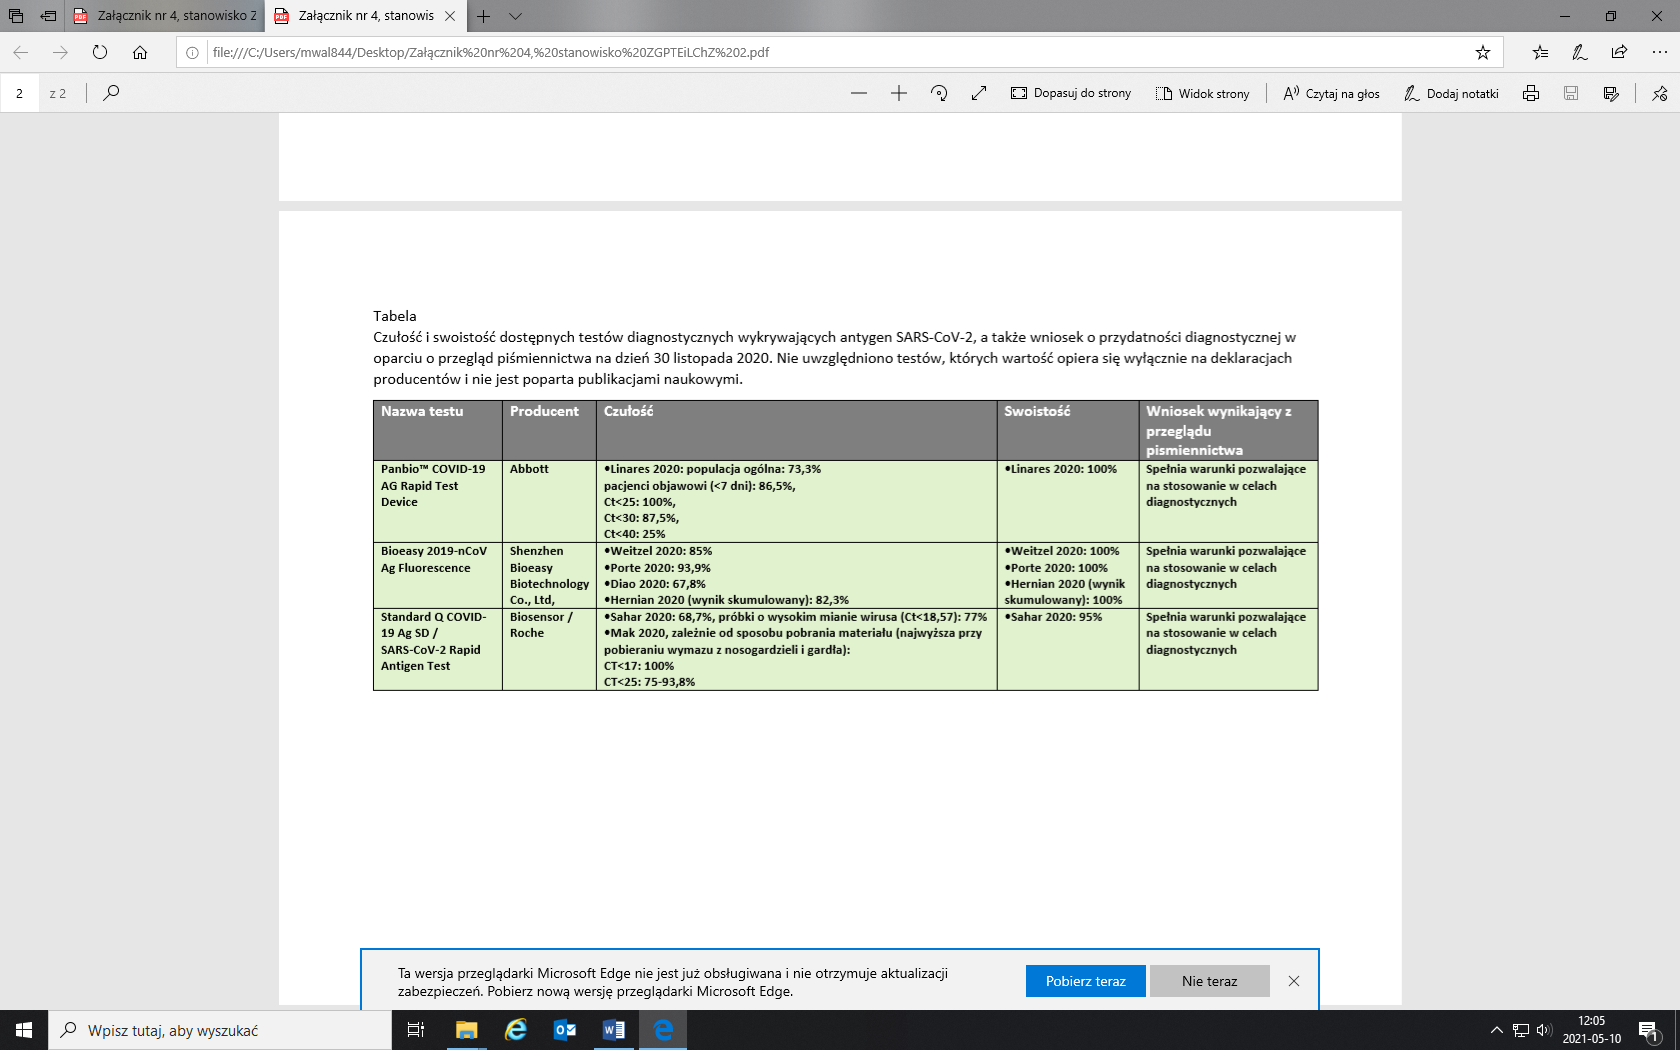 Załącznik nr 4, stanowisko Z
Załącznik nr 4, stanowis
file:///C:/Users/mwal844/Desktop/Załącznik%20nr%204,%20stanowisko%20ZGPTEiLChZ%202.pdf
2 z 2
Dopasuj do strony
Widok strony
Czytaj na głos
Dodaj notatki
Tabela
Czułość i swoistość dostępnych testów diagnostycznych wykrywających antygen SARS-CoV-2, a także wniosek o przydatności diagnostycznej w
oparciu o przegląd piśmiennictwa na dzień 30 listopada 2020. Nie uwzględniono testów, których wartość opiera się wyłącznie na deklaracjach
producentów i nie jest poparta publikacjami naukowymi.
Nazwa testu
Producent
Czułość
Swoistość
Wniosek wynikający z
przeglądu
pismiennictwa
Panbio™ COVID-19
AG Rapid Test
Device
Abbott
•Linares 2020: populacja ogólna: 73,3%
pacjenci objawowi (<7 dni): 86,5%,
Ct<25: 100%,
Ct<30: 87,5%,
Ct<40: 25%
•Linares 2020: 100%
Spełnia warunki pozwalające
na stosowanie w celach
diagnostycznych
Bioeasy 2019-nCoV
Ag Fluorescence
Shenzhen
Bioeasy
Biotechnology
Co., Ltd,
•Weitzel 2020: 85%
•Porte 2020: 93,9%
•Diao 2020: 67,8%
•Hernian 2020 (wynik skumulowany): 82,3%
•Weitzel 2020: 100%
•Porte 2020: 100%
•Hernian 2020 (wynik
skumulowany): 100%
Spełnia warunki pozwalające
na stosowanie w celach
diagnostycznych
Standard Q COVID-
19 Ag SD /
SARS-CoV-2 Rapid
Antigen Test
Biosensor /
Roche
•Sahar 2020: 68,7%, próbki o wysokim mianie wirusa (Ct<18,57): 77%
•Mak 2020, zależnie od sposobu pobrania materiału (najwyższa przy
pobieraniu wymazu z nosogardzieli i gardła):
CT<17: 100%
CT<25: 75-93,8%
•Sahar 2020: 95%
Spełnia warunki pozwalające
na stosowanie w celach
diagnostycznych
Ta wersja przeglądarki Microsoft Edge nie jest już obsługiwana i nie otrzymuje aktualizacji
zabezpieczeń. Pobierz nową wersję przeglądarki Microsoft Edge.
Pobierz teraz
Nie teraz
Wpisz tutaj, aby wyszukać
12:05
2021-05-10
1